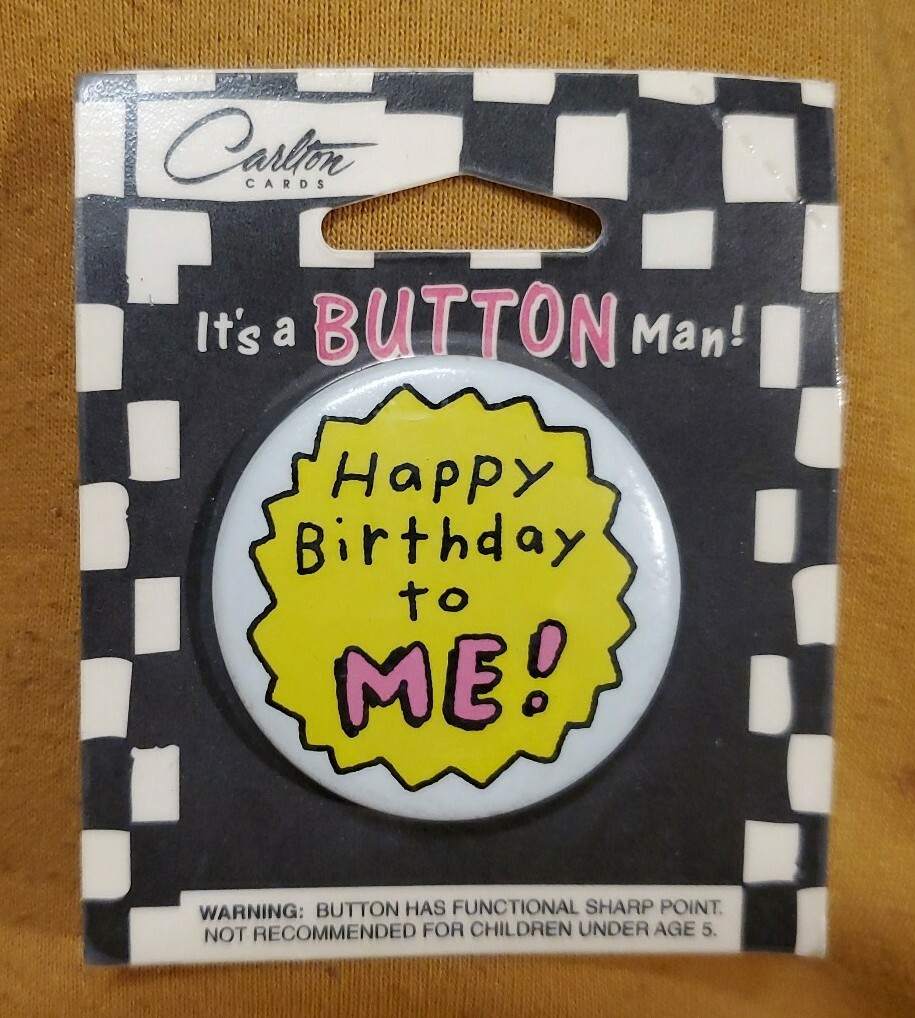 Carlton
CARDS
It's a BUTTON Man!
Happy
Birthday
to
ME!
WARNING: BUTTON HAS FUNCTIONAL SHARP POINT.
NOT RECOMMENDED FOR CHILDREN UNDER AGE 5.